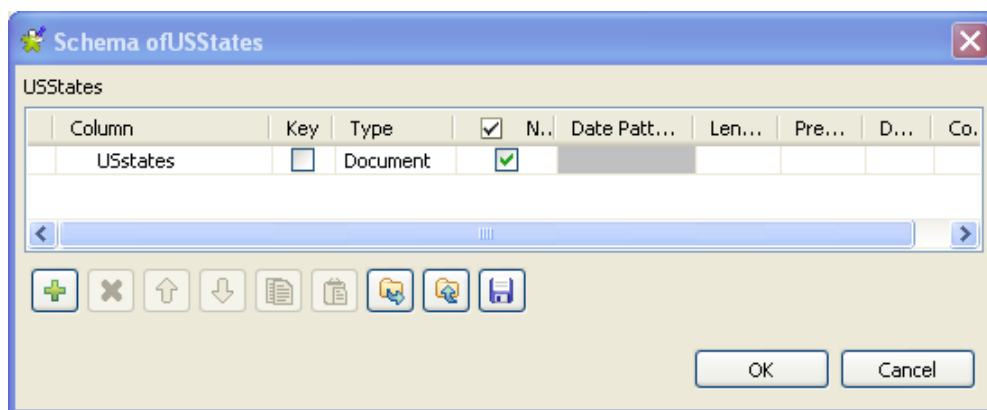 Schema ofUSStates
USStates
Column Key Type N.. Date Patt... Len... Pre... D... Co.
USstates Document
OK Cancel